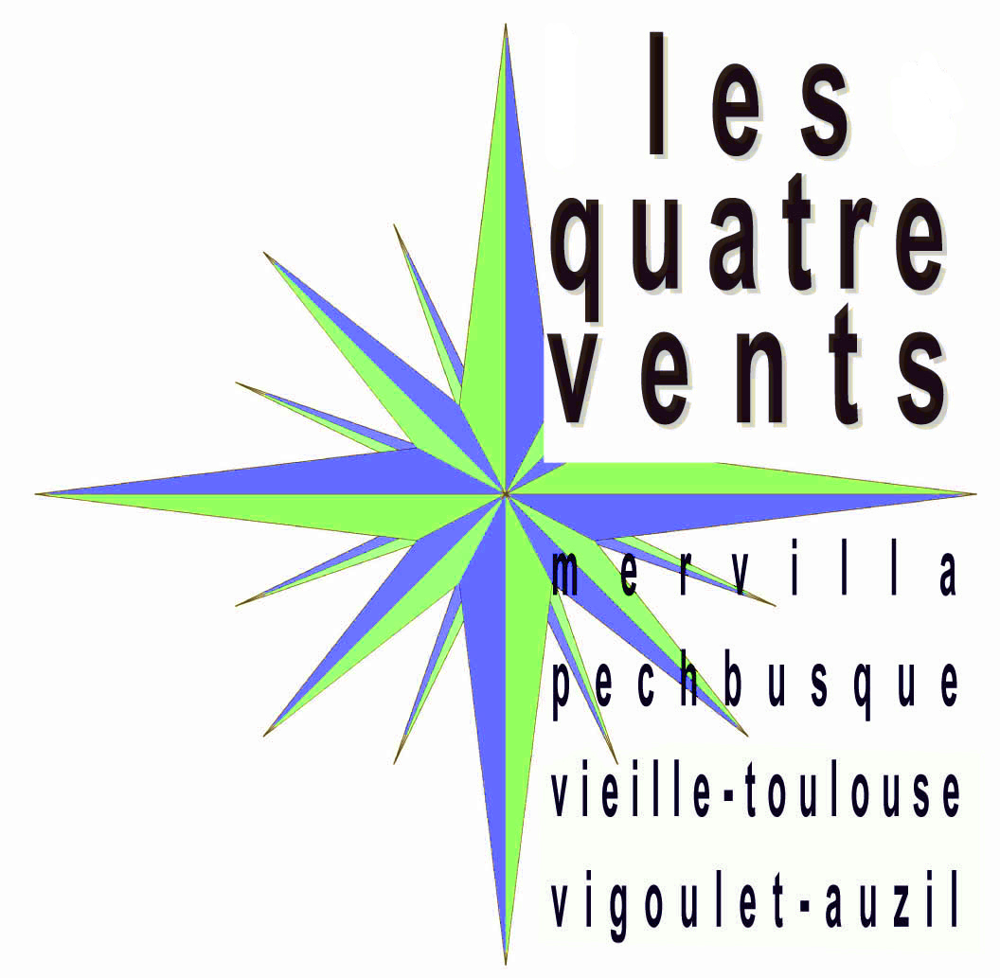 les
quatre
vents
mervilla
pechbusque
vieille-toulouse
vigoulet-auzil